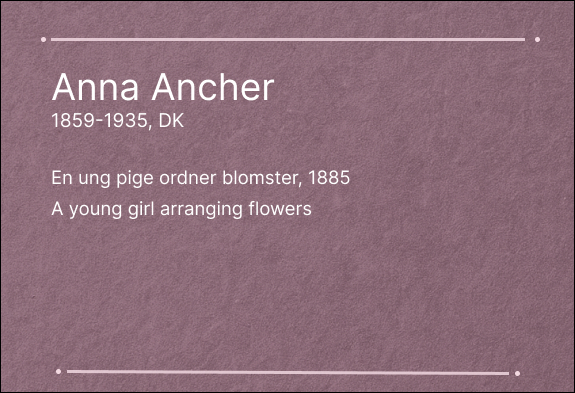 Anna Ancher
1859-1935, DK
En ung pige ordner blomster, 1885
A young girl arranging flowers